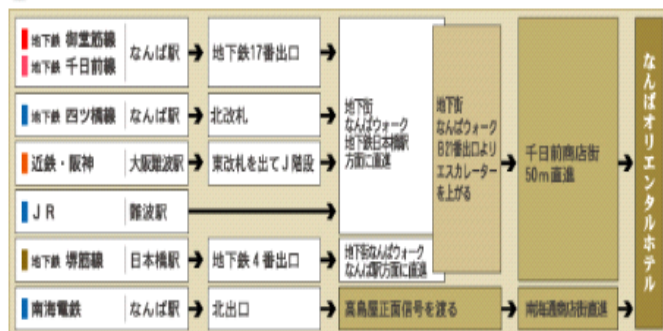 地下鉄 御堂筋線
地下鉄 千日前線
なんば駅
地下鉄17番出口
地下鉄 四ツ橋線
なんば駅
北改札
近鉄・阪神
大阪難波駅
東改札を出てJ階段
JR
難波駅
地下街
なんばウォーク
地下鉄日本橋駅
方面に直進
地下鉄 堺筋線
日本橋駅
地下鉄4番出口
地下街なんばウォーク
なんば駅方面に直進
地下街
なんばウォーク
B21番出口より
エスカレーター
を上がる
千日前商店街
50m直進
南海電鉄
なんば駅
北出口
高島屋正面信号を渡る
南海通商店街直進
なんばオリエンタルホテル